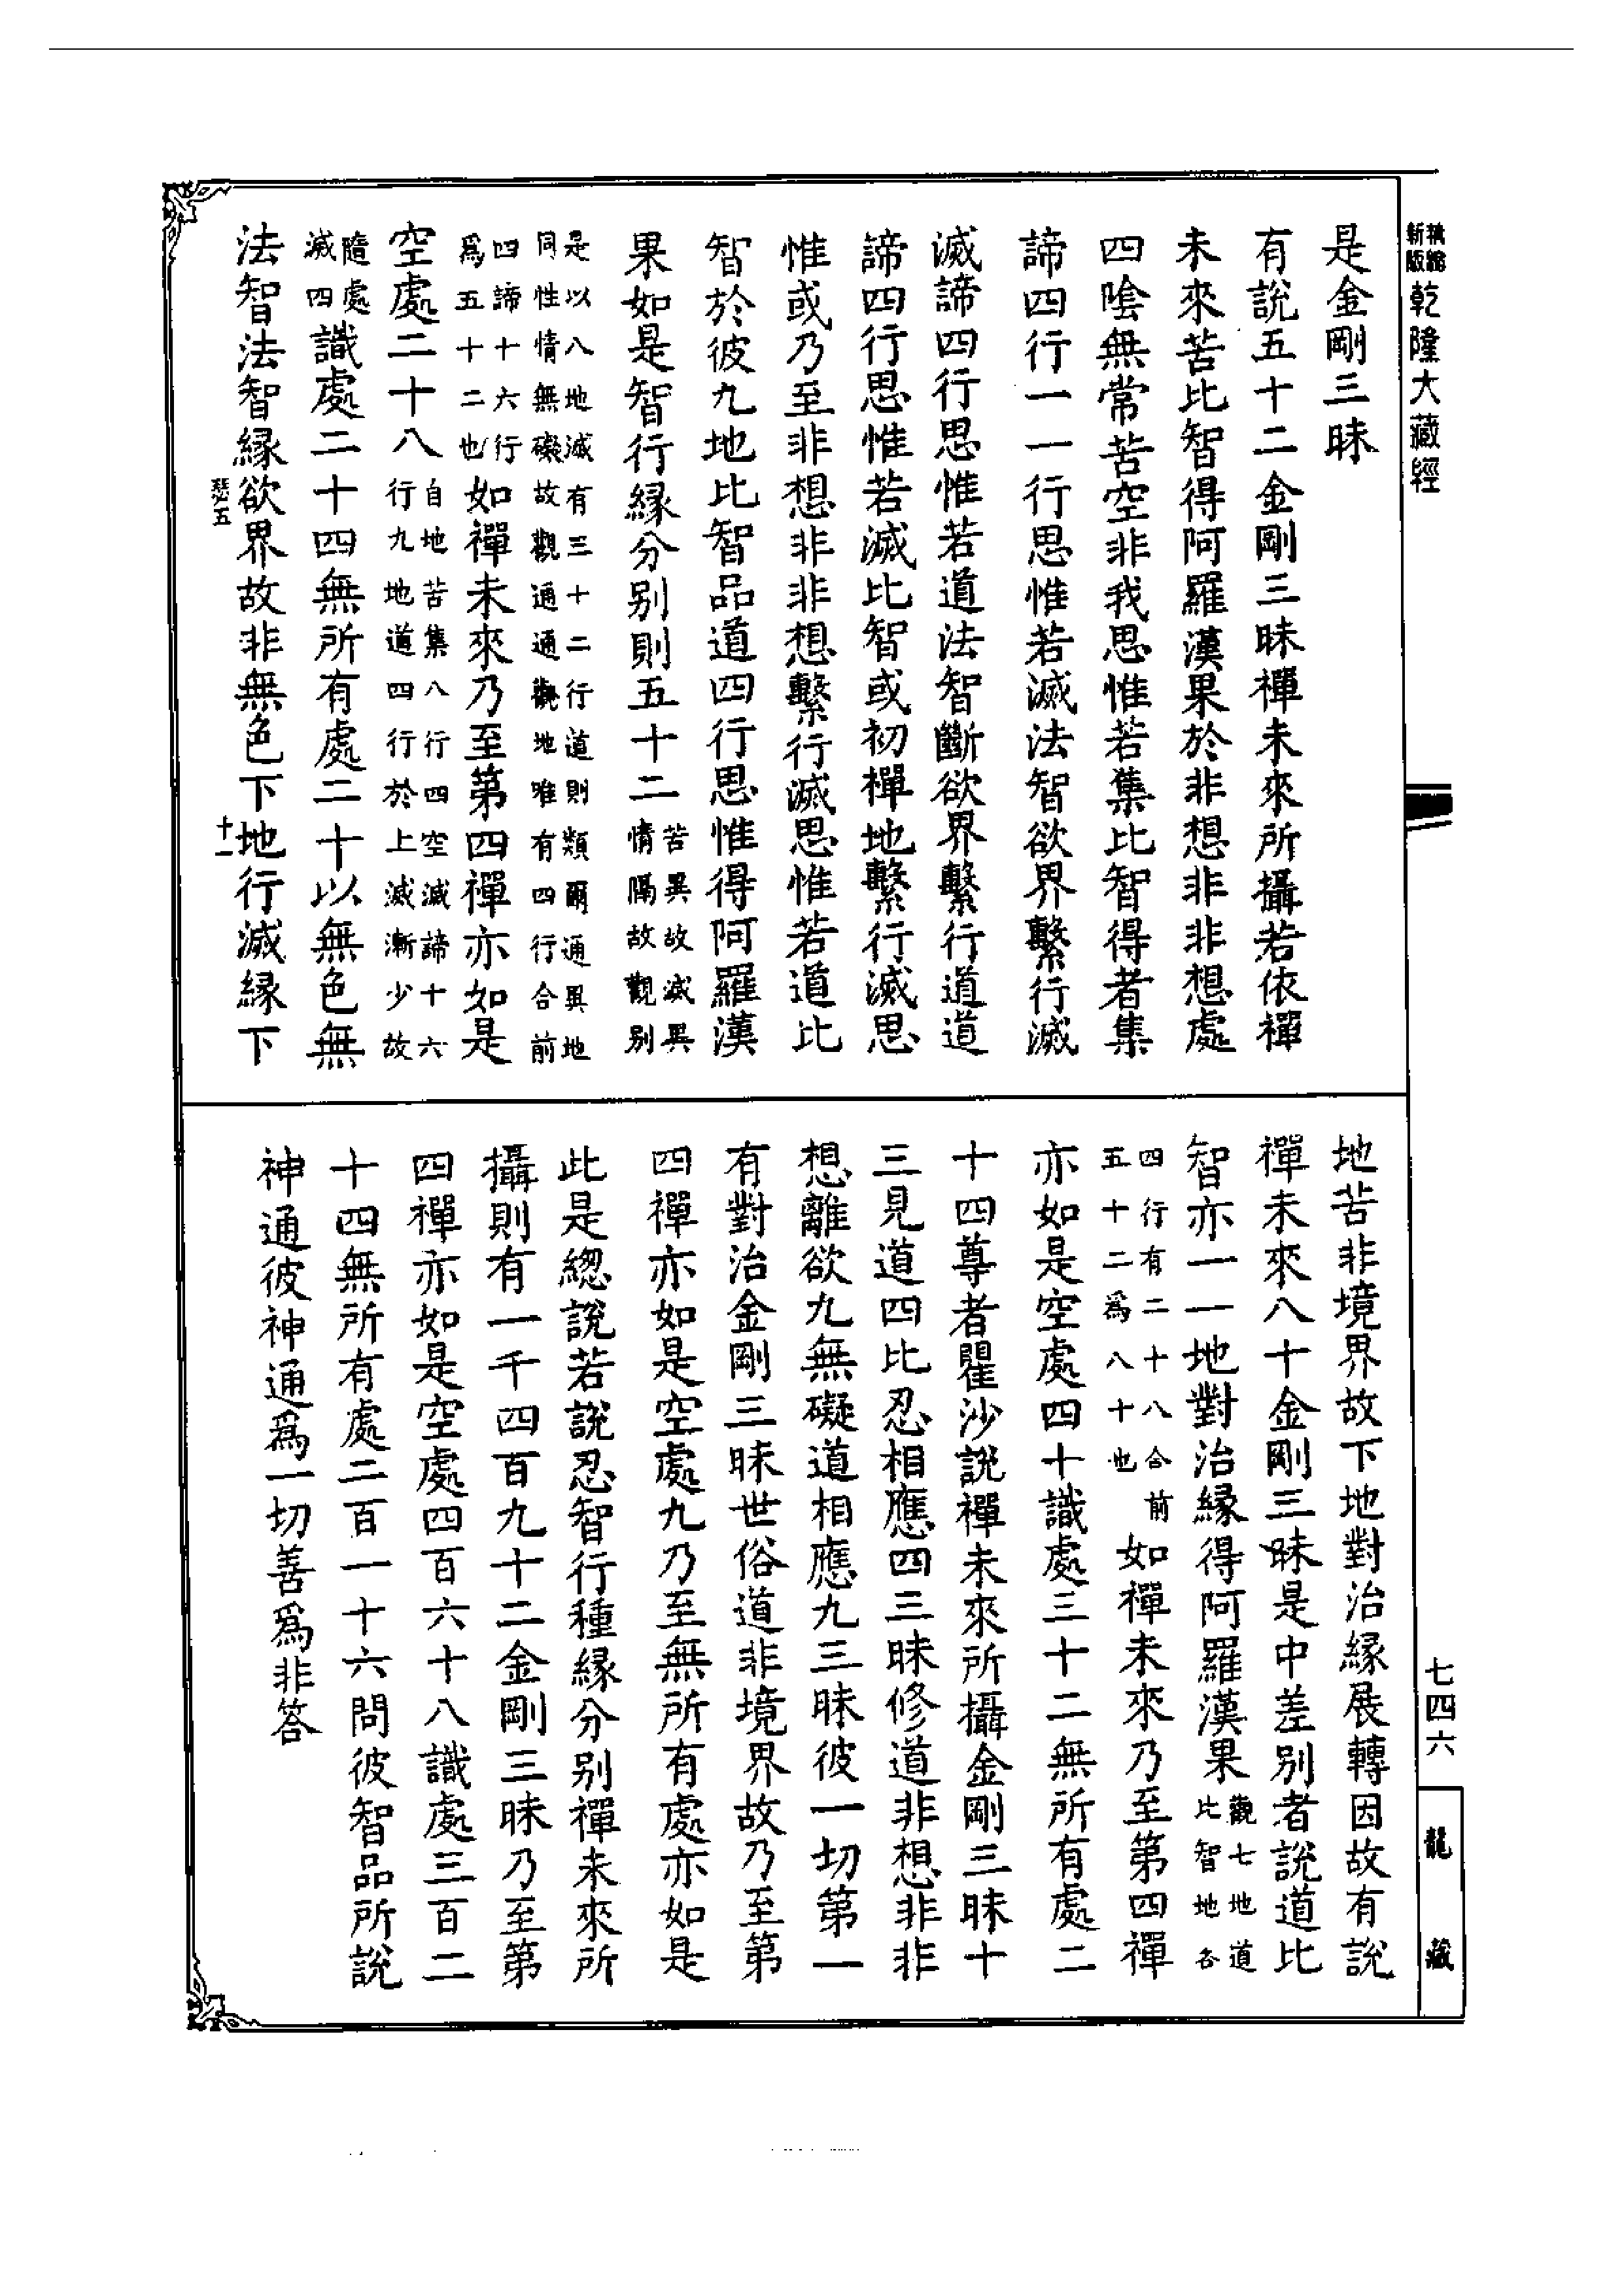 新版
乾隆大藏經
是金剛三昧
有說五十二金剛三昧禪未來所攝若依禪
未來苦比智得阿羅漢果於非想非非想處
四陰無常苦空非我思惟若集比智得者集
諦四行一一行思惟若滅法智欲界繫行滅
滅諦四行思惟若道法智斷欲界繫行道道
諦四行思惟若滅比智或初禪地繫行滅思
惟或乃至非想非非想繫行滅思惟若道比
智於彼九地比智品道四行思惟得阿羅漢
果如是智行緣分别則五十二苦異故滅異情隔故觀别
是以八地滅有三十二行道則類爾通異地
同性情無礙故觀通通觀地唯有四行合前
四諦十六行為五十二也如禪未來乃至第四禪亦如是
空處二十八自地苦集八行四空滅諦十六行九地道四行於上滅漸少故
隨處滅四識處二十四無所有處二十以無色無
法智法智緣欲界故非無色下地行滅緣下
瑟五 十一
地苦非境界故下地對治緣展轉因故有說
禪未來八十金剛三昧是中差别者說道比
智亦一一地對治緣得阿羅漢果觀七地道比智地各
四行有二十八合前五十二為八十也如禪未來乃至第四禪
亦如是空處四十識處三十二無所有處二
十四尊者瞿沙說禪未來所攝金剛三昧十
三見道四比忍相應四三昧修道非想非非
想離欲九無礙道相應九三昧彼一切第一
有對治金剛三昧世俗道非境界故乃至第
四禪亦如是空處九乃至無所有處亦如是
此是總說若說忍智行種緣分别禪未來所
攝則有一千四百九十二金剛三昧乃至第
四禪亦如是空處四百六十八識處三百二
十四無所有處二百一十六問彼智品所說
神通彼神通為一切善為非答
七四六
龍藏